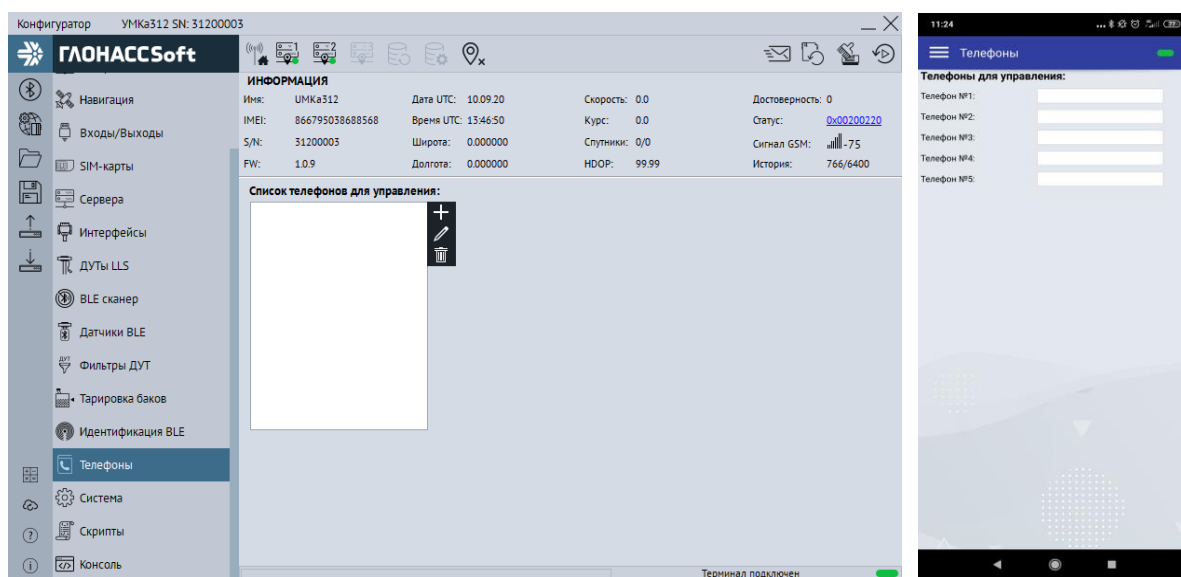 Конфигуратор УМКа312 SN: 31200003
ГЛОНАССSoft
Навигация
Входы/Выходы
SIM-карты
Сервера
Интерфейсы
ДУТы LLS
BLE сканер
Датчики BLE
Фильтры ДУТ
Тарировка баков
Идентификация BLE
Телефоны
Система
Скрипты
Консоль
ИНФОРМАЦИЯ
Имя: UMKa312 Дата UTC: 10.09.20 Скорость: 0.0 Достоверность: 0
IMEI: 866795038688568 Время UTC: 13:46:50 Курс: 0.0 Статус: 0x00200220
S/N: 31200003 Широта: 0.000000 Спутники: 0/0 Сигнал GSM: -75
FW: 1.0.9 Долгота: 0.000000 HDOP: 99.99 История: 766/6400
Список телефонов для управления:
Терминал подключен
11:24
Телефоны
Телефоны для управления:
Телефон №1:
Телефон №2:
Телефон №3:
Телефон №4:
Телефон №5: